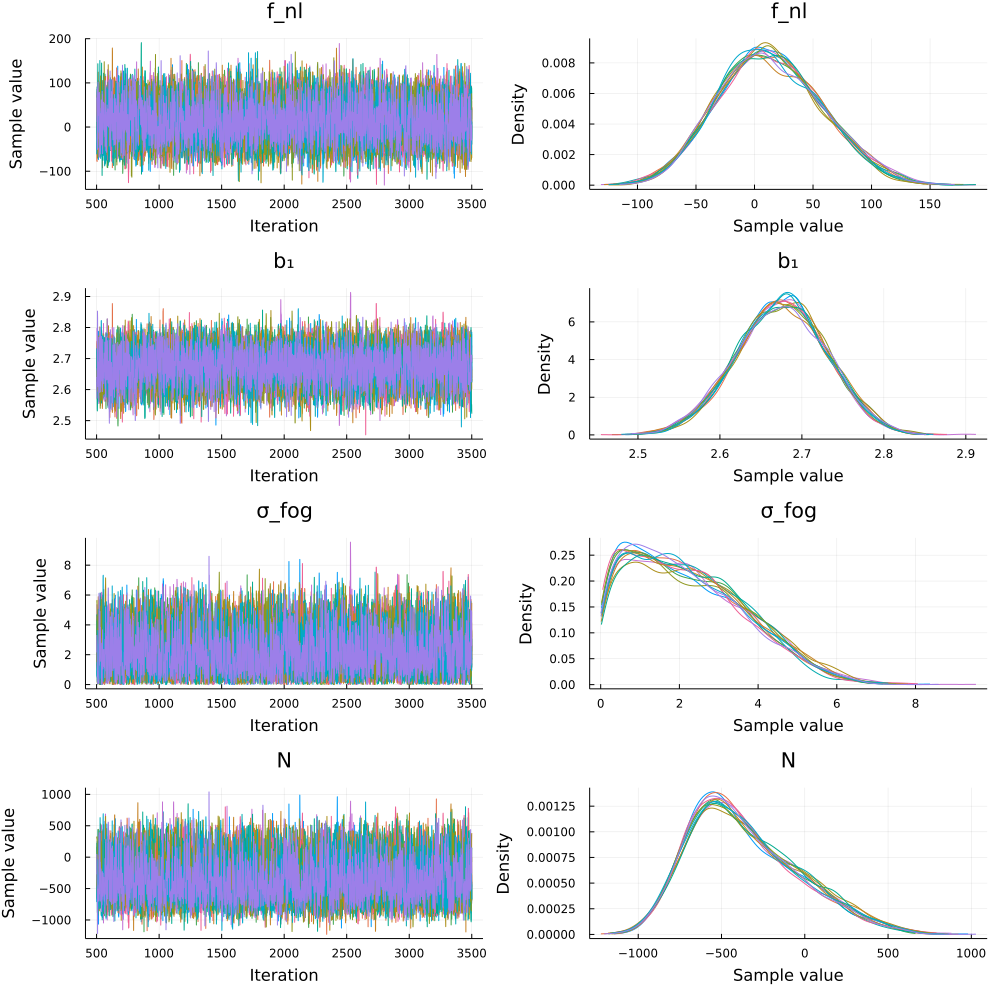 f_nl
f_nl
Sample value
200
100
0
−100
500 1000 1500 2000 2500 3000 3500
Iteration
Density
0.008
0.006
0.004
0.002
0.000
−100 −50 0 50 100 150
Sample value
b₁
b₁
Sample value
2.9
2.8
2.7
2.6
2.5
500 1000 1500 2000 2500 3000 3500
Iteration
Density
6
4
2
0
2.5 2.6 2.7 2.8 2.9
Sample value
σ_fog
σ_fog
Sample value
8
6
4
2
0
500 1000 1500 2000 2500 3000 3500
Iteration
Density
0.25
0.20
0.15
0.10
0.05
0.00
0 2 4 6 8
Sample value
N
N
Sample value
1000
500
0
−500
−1000
500 1000 1500 2000 2500 3000 3500
Iteration
Density
0.00125
0.00100
0.00075
0.00050
0.00025
0.00000
−1000 −500 0 500 1000
Sample value